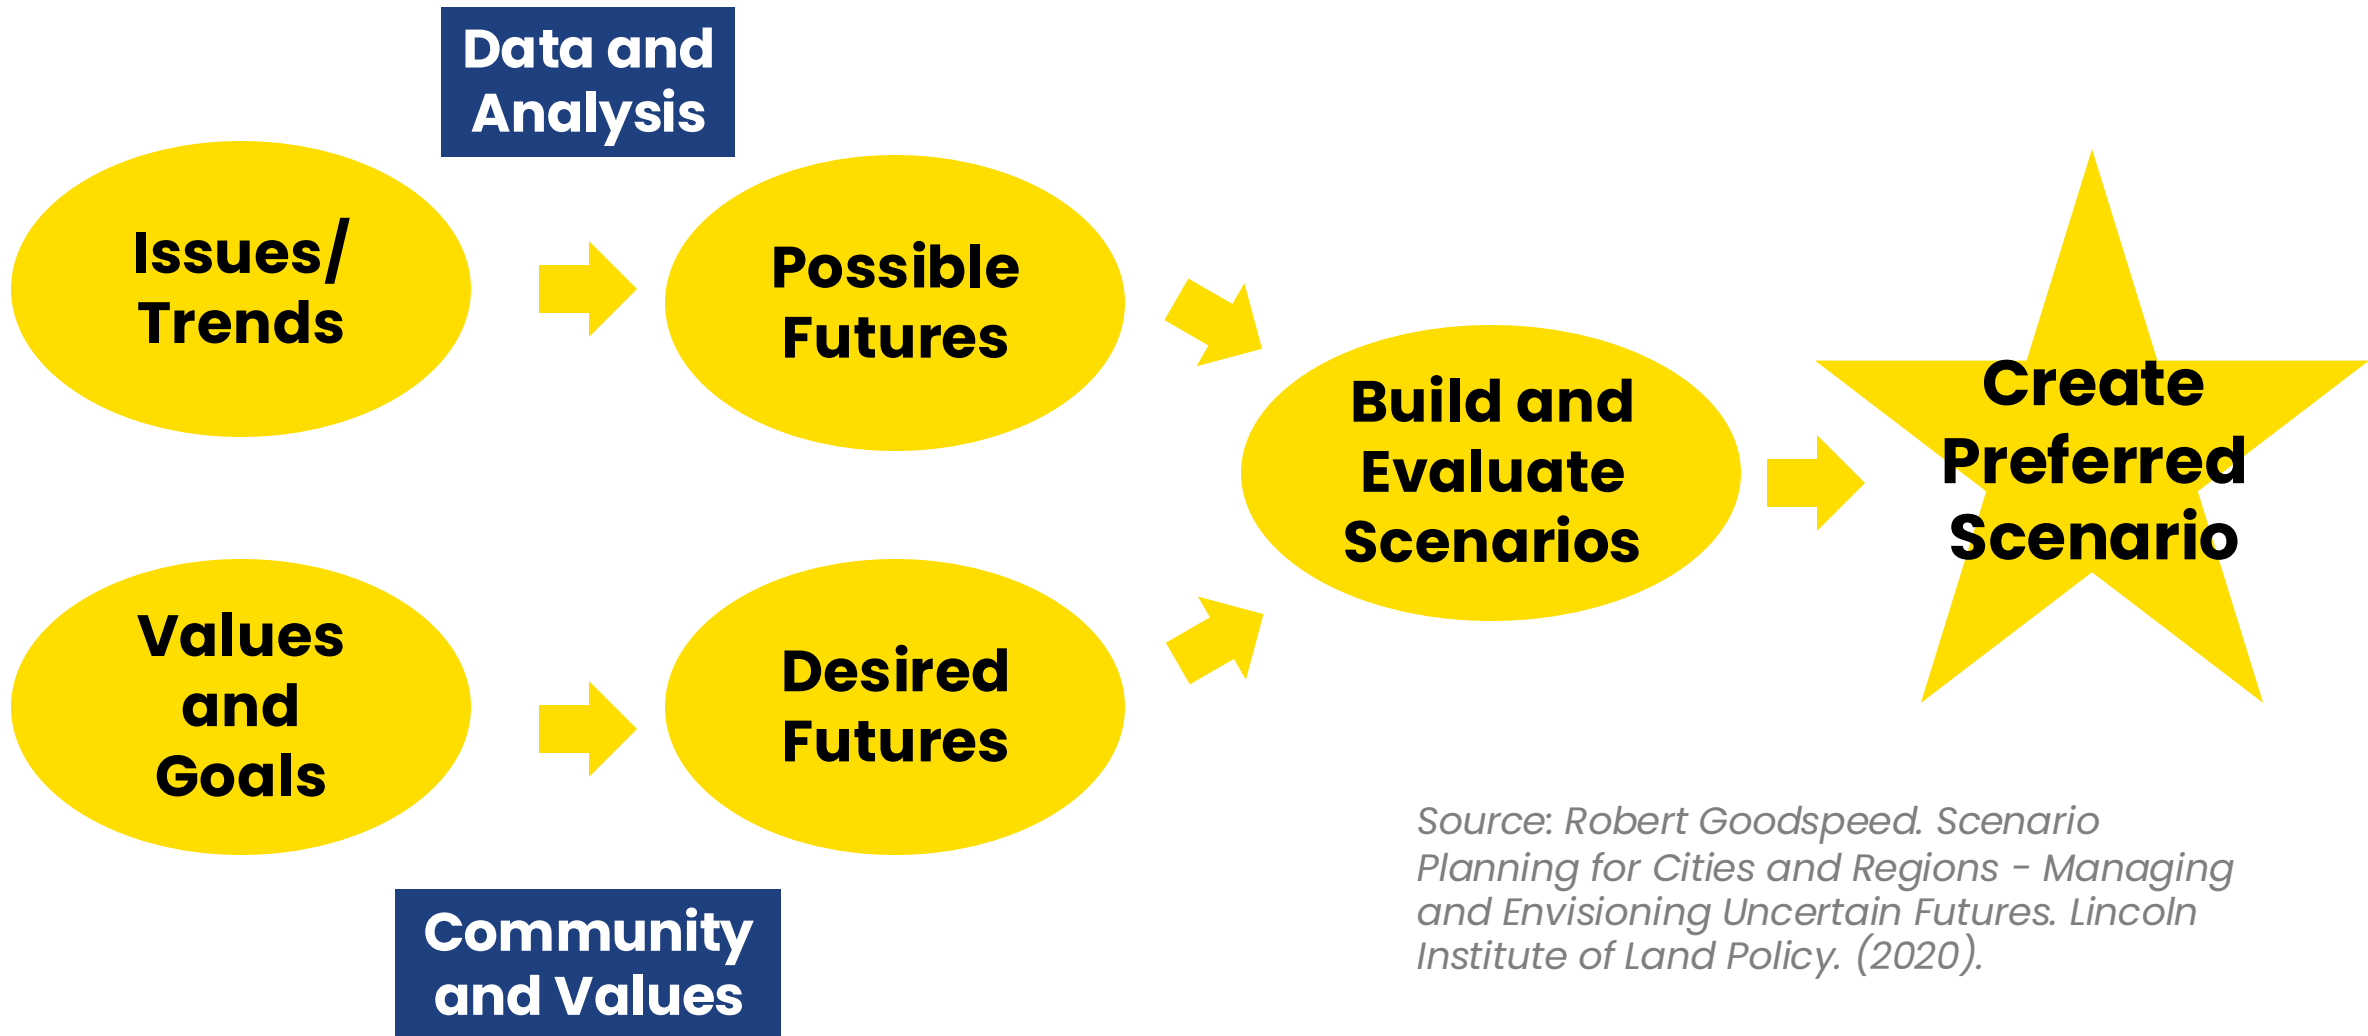 Data and
Analysis
Issues/
Trends
Possible
Futures
Values
and
Goals
Desired
Futures
Community
and Values
Build and
Evaluate
Scenarios
Create
Preferred
Scenario
Source: Robert Goodspeed. Scenario
Planning for Cities and Regions - Managing
and Envisioning Uncertain Futures. Lincoln
Institute of Land Policy. (2020).